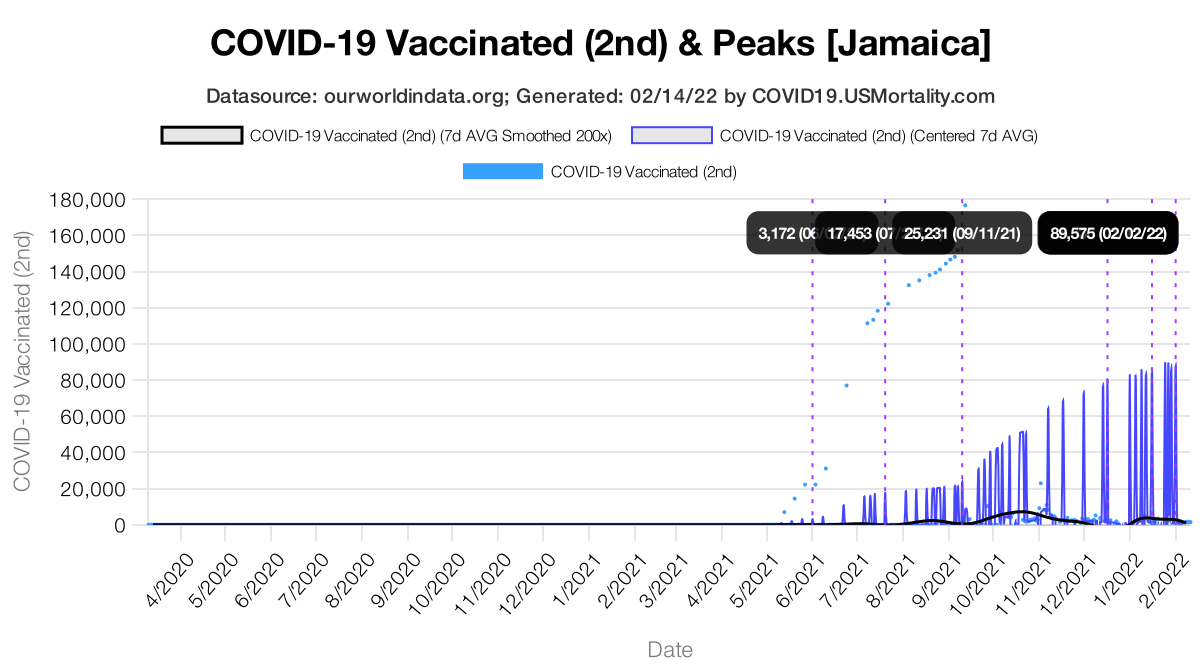 COVID-19 Vaccinated (2nd) & Peaks [Jamaica]
Datasource: ourworldindata.org; Generated: 02/14/22 by COVID19.USMortality.com
COVID-19 Vaccinated (2nd) (7d AVG Smoothed 200x) COVID-19 Vaccinated (2nd) (Centered 7d AVG)
COVID-19 Vaccinated (2nd)
COVID-19 Vaccinated (2nd)
180,000
160,000
140,000
120,000
100,000
80,000
60,000
40,000
20,000
0
3,172 (06/ 17,453 (07/ 25,231 (09/11/21) 89,575 (02/02/22)
4/2020 5/2020 6/2020 7/2020 8/2020 9/2020 10/2020 11/2020 12/2020 1/2021 2/2021 3/2021 4/2021 5/2021 6/2021 7/2021 8/2021 9/2021 10/2021 11/2021 12/2021 1/2022 2/2022
Date